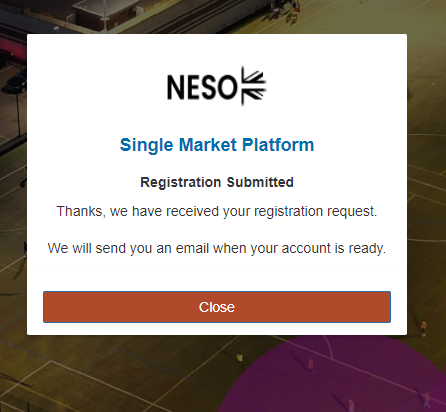 NESO
Single Market Platform
Registration Submitted
Thanks, we have received your registration request.
We will send you an email when your account is ready.
Close